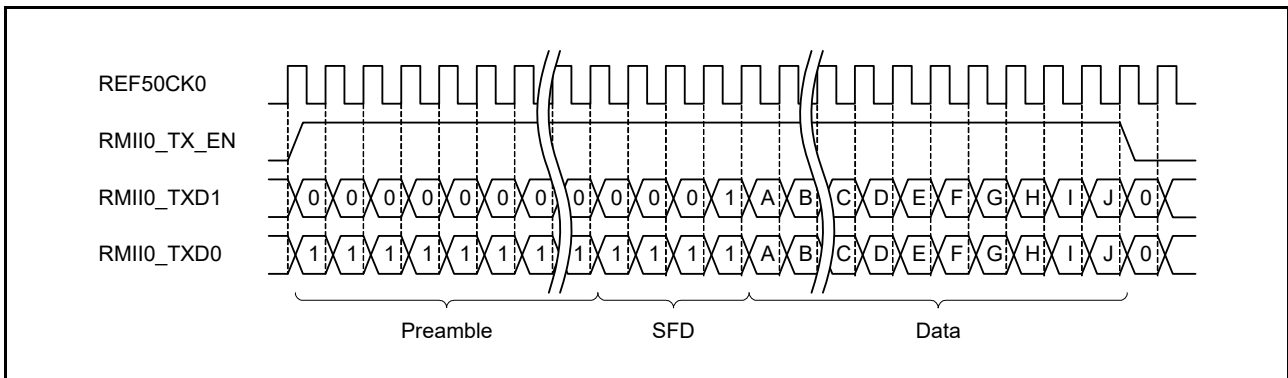 REF50CK0
RMII0_TX_EN
RMII0_TXD1 0 0 0 0 0 0 0 0 0 0 0 1 A B C D E F G H I J 0
RMII0_TXD0 1 1 1 1 1 1 1 1 1 1 1 1 A B C D E F G H I J 0
Preamble SFD Data